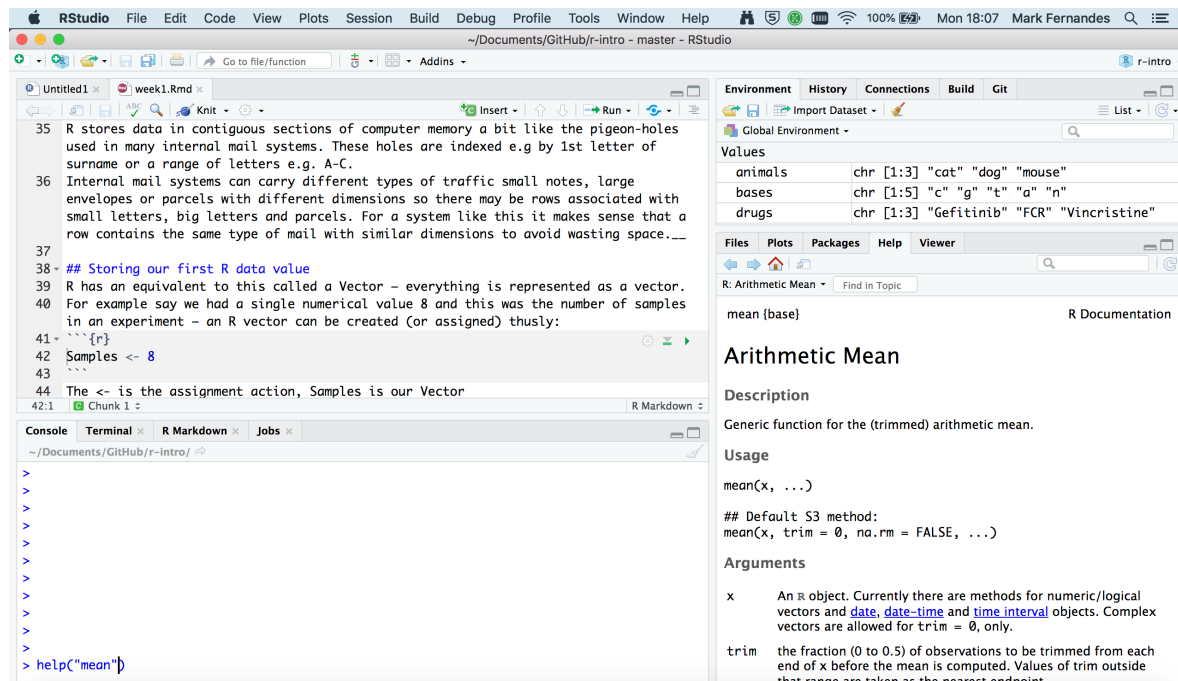 RStudio File Edit Code View Plots Session Build Debug Profile Tools Window Help 100% Mon 18:07 Mark Fernandes
~/Documents/GitHub/r-intro - master - RStudio
Go to file/function Addins r-intro
Untitled1 week1.Rmd
ABC Knit Insert Run
35 R stores data in contiguous sections of computer memory a bit like the pigeon-holes
used in many internal mail systems. These holes are indexed e.g by 1st letter of
surname or a range of letters e.g. A-C.
36 Internal mail systems can carry different types of traffic small notes, large
envelopes or parcels with different dimensions so there may be rows associated with
small letters, big letters and parcels. For a system like this it makes sense that a
row contains the same type of mail with similar dimensions to avoid wasting space.__
37
38 ## Storing our first R data value
39 R has an equivalent to this called a Vector – everything is represented as a vector.
40 For example say we had a single numerical value 8 and this was the number of samples
in an experiment – an R vector can be created (or assigned) thusly:
41 ```{r}
42 Samples <- 8
43 ```
44 The <- is the assignment action, Samples is our Vector
42:1 C Chunk 1 R Markdown
Console Terminal R Markdown Jobs
~/Documents/GitHub/r-intro/
>
>
>
>
>
>
>
>
>
>
>
> help("mean")
Environment History Connections Build Git
Import Dataset List
Global Environment
Values
animals chr [1:3] "cat" "dog" "mouse"
bases chr [1:5] "c" "g" "t" "a" "n"
drugs chr [1:3] "Gefitinib" "FCR" "Vincristine"
Files Plots Packages Help Viewer
R: Arithmetic Mean Find in Topic
mean {base} R Documentation
Arithmetic Mean
Description
Generic function for the (trimmed) arithmetic mean.
Usage
mean(x, ...)
## Default S3 method:
mean(x, trim = 0, na.rm = FALSE, ...)
Arguments
x An R object. Currently there are methods for numeric/logical
vectors and date, date-time and time interval objects. Complex
vectors are allowed for trim = 0, only.
trim the fraction (0 to 0.5) of observations to be trimmed from each
end of x before the mean is computed. Values of trim outside
that range are taken as the nearest endpoint.